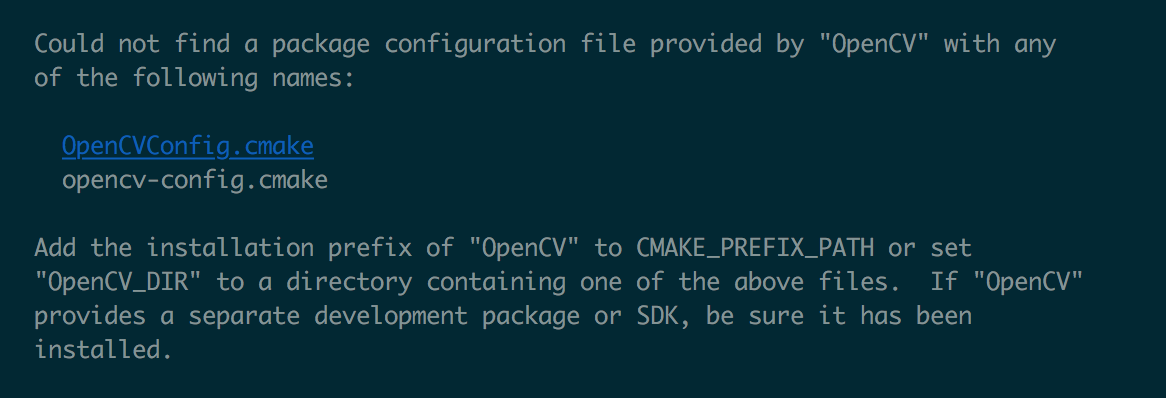 Could not find a package configuration file provided by "OpenCV" with any
of the following names:
OpenCVConfig.cmake
opencv-config.cmake
Add the installation prefix of "OpenCV" to CMAKE_PREFIX_PATH or set
"OpenCV_DIR" to a directory containing one of the above files.  If "OpenCV"
provides a separate development package or SDK, be sure it has been
installed.